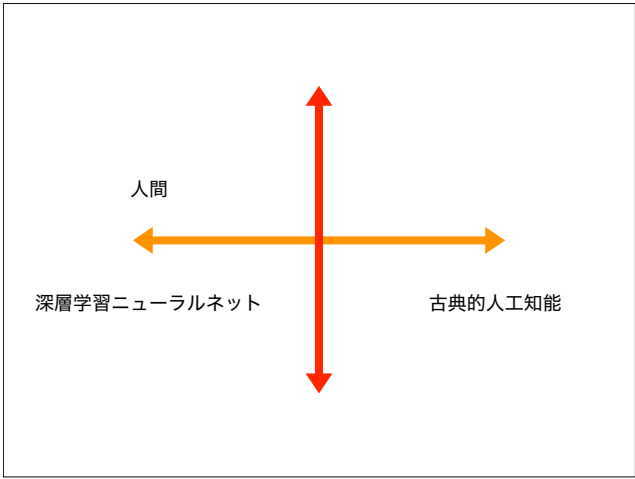 人間
深層学習ニューラルネット
古典的人工知能